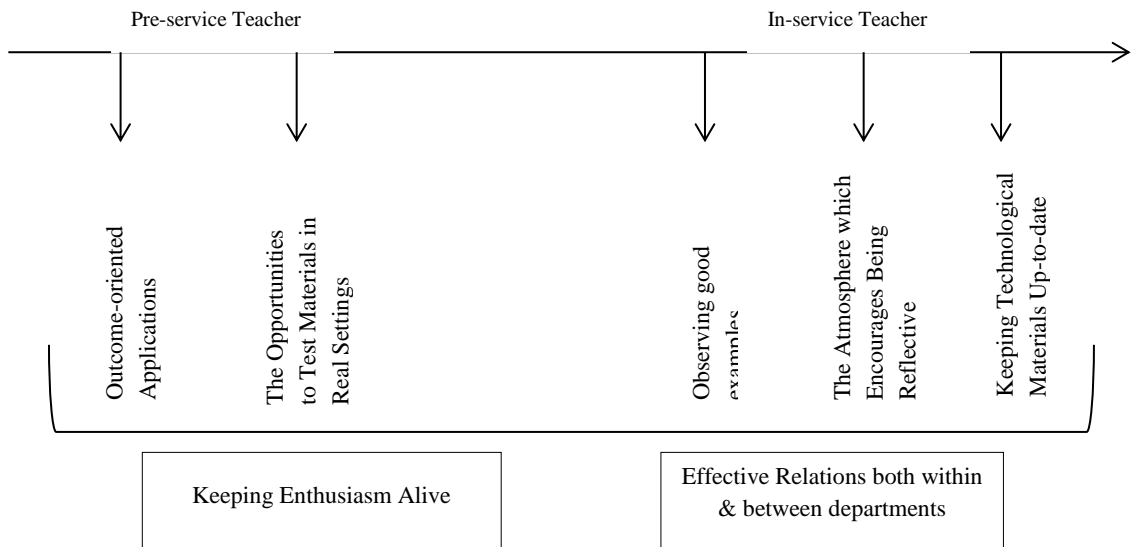 Pre-service Teacher
In-service Teacher
Outcome-oriented
Applications
The Opportunities
to Test Materials in
Real Settings
Observing good
examples
The Atmosphere which
Encourages Being
Reflective
Keeping Technological
Materials Up-to-date
Keeping Enthusiasm Alive
Effective Relations both within
& between departments